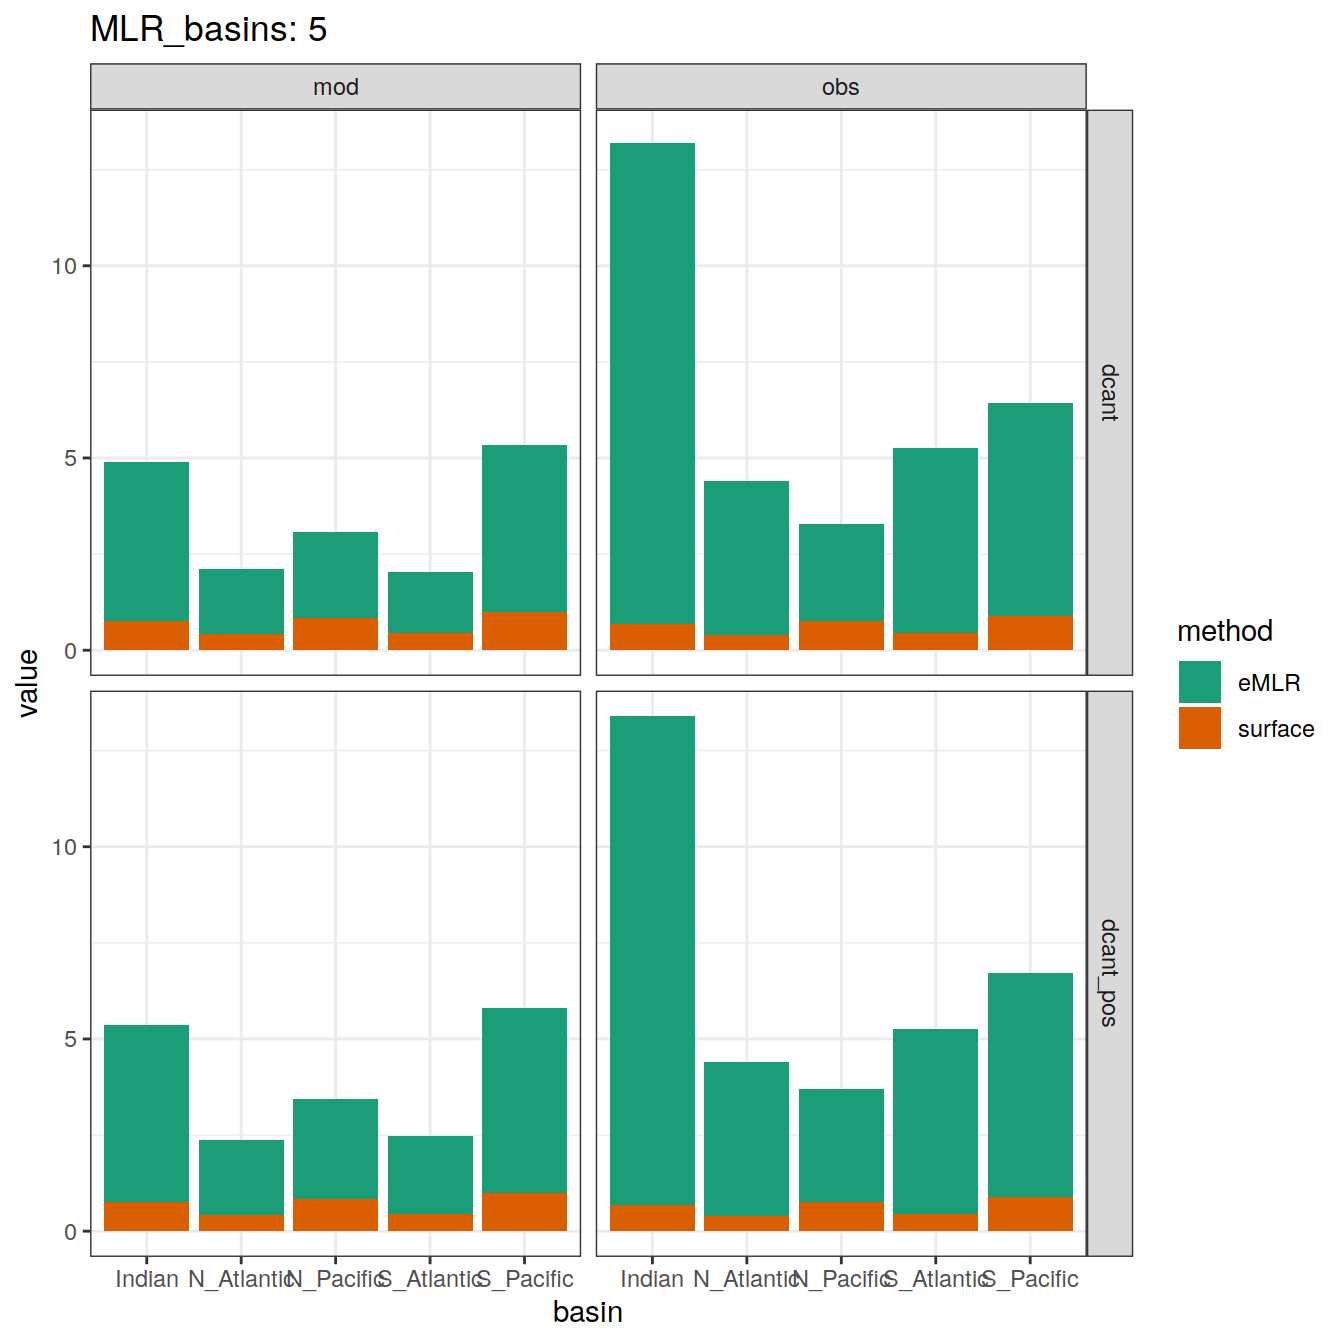 MLR_basins: 5
mod
obs
10
5
0
dcant
10
5
0
dcant_pos
value
Indian N_Atlantic N_Pacific S_Atlantic S_Pacific
Indian N_Atlantic N_Pacific S_Atlantic S_Pacific
basin
method
eMLR
surface